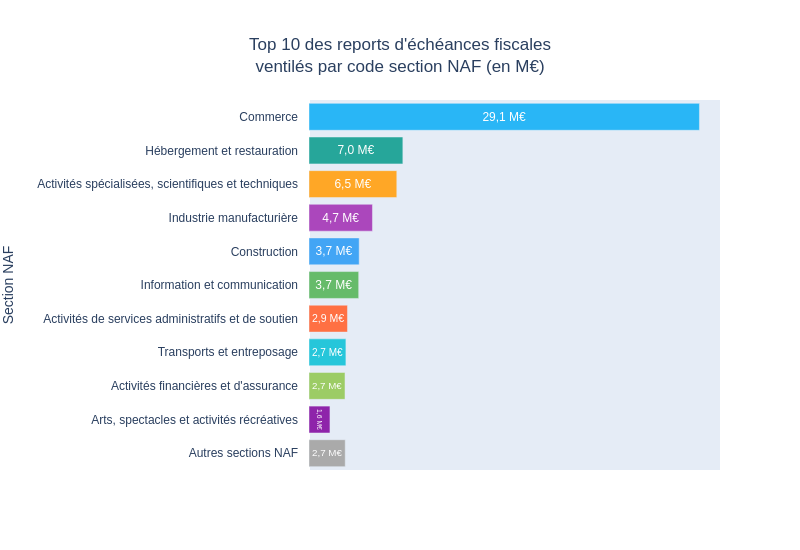 Top 10 des reports d'échéances fiscales
ventilés par code section NAF (en M€)
Section NAF
Commerce 29,1 M€
Hébergement et restauration 7,0 M€
Activités spécialisées, scientifiques et techniques 6,5 M€
Industrie manufacturière 4,7 M€
Construction 3,7 M€
Information et communication 3,7 M€
Activités de services administratifs et de soutien 2,9 M€
Transports et entreposage 2,7 M€
Activités financières et d'assurance 2,7 M€
Arts, spectacles et activités récréatives 1,6 M€
Autres sections NAF 2,7 M€